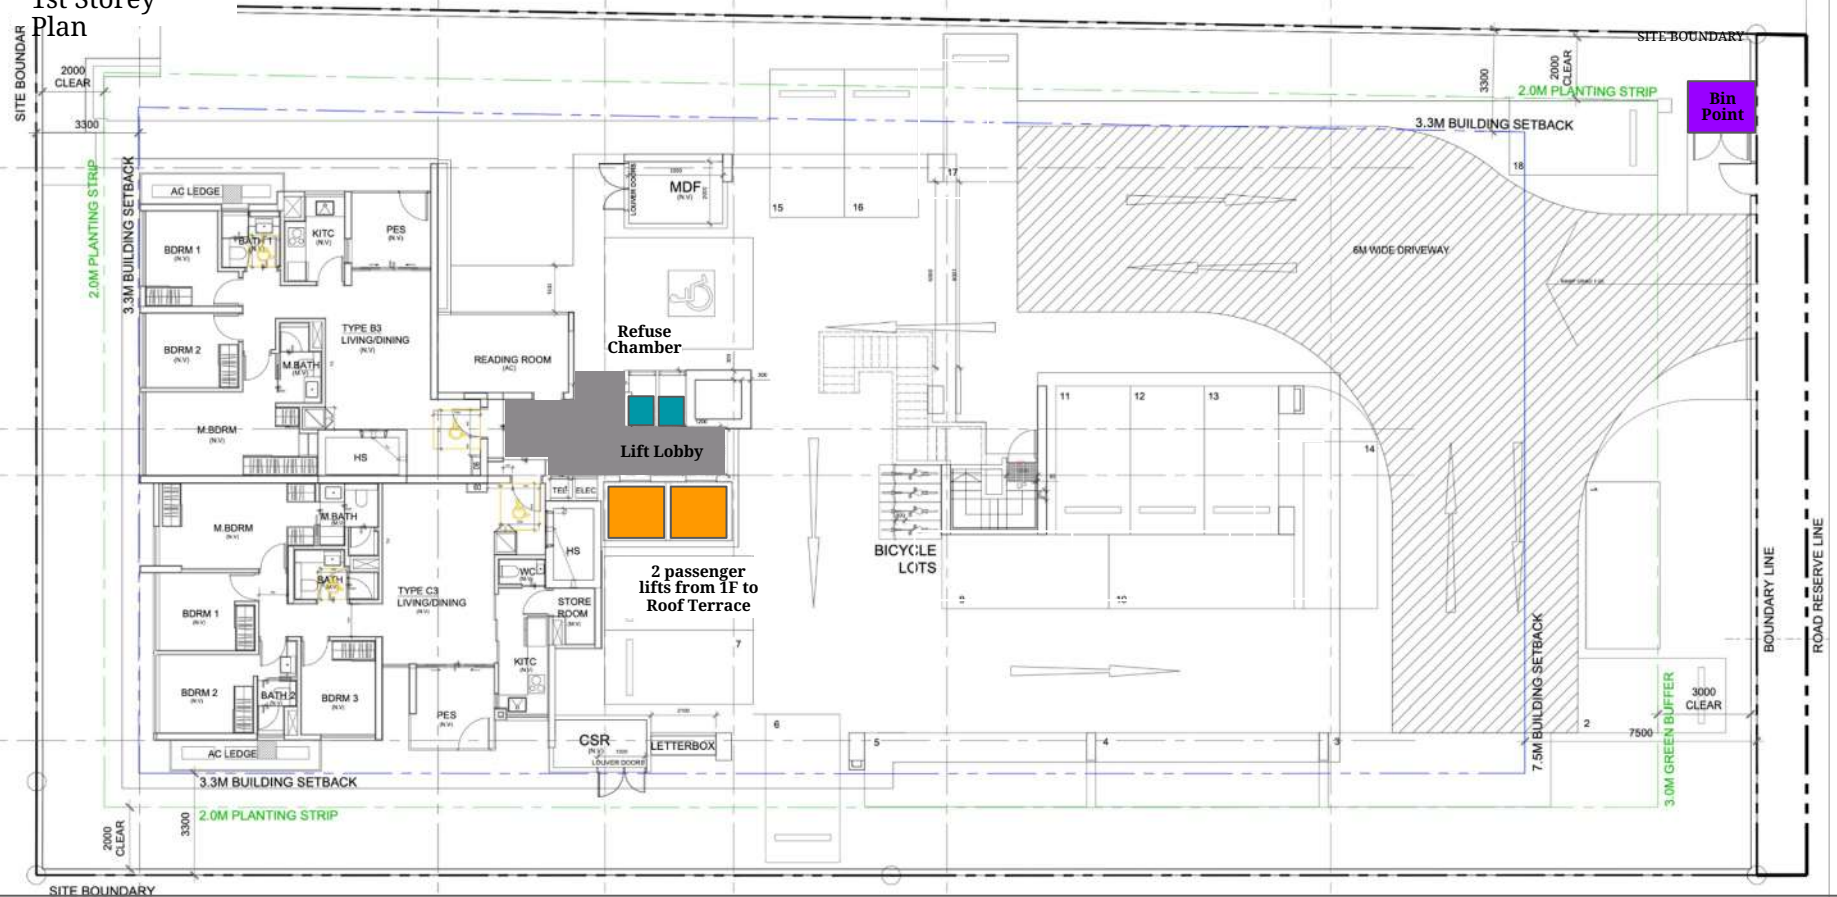 1st Storey
Plan
SITE BOUNDAR
SITE BOUNDARY
2000
CLEAR
3300
2000
CLEAR
3300
2.0M PLANTING STRIP
Bin
Point
3.3M BUILDING SETBACK
2.0M PLANTING STRIP
3.3M BUILDING SETBACK
AC LEDGE
BDRM 1
(N.V)
BATH 1
KITC
(N.V)
PES
(N.V)
LOUVER DOORS
MDF
(N.V)
15
16
17
18
6M WIDE DRIVEWAY
BDRM 2
(N.V)
M.BATH
(M.V)
TYPE B3
LIVING/DINING
(N.V)
READING ROOM
(AC)
Refuse
Chamber
M.BDRM
(N.V)
HS
Lift Lobby
11
12
13
14
TEL
ELEC
M.BDRM
(N.V)
M.BATH
(M.V)
BATH
HS
WC
2 passenger
lifts from 1F to
Roof Terrace
BICYCLE
LOTS
1
BDRM 1
(N.V)
TYPE C3
LIVING/DINING
(N.V)
STORE
ROOM
(M.V)
7
KITC
(N.V)
BDRM 2
(N.V)
BATH 2
BDRM 3
(N.V)
PES
(N.V)
CSR
(N.V)
LOUVER DOORS
LETTERBOX
6
5
4
3
2
7.5M BUILDING SETBACK
7500
3.0M GREEN BUFFER
3000
CLEAR
BOUNDARY LINE
ROAD RESERVE LINE
AC LEDGE
3.3M BUILDING SETBACK
2.0M PLANTING STRIP
2000
CLEAR
3300
SITE BOUNDARY